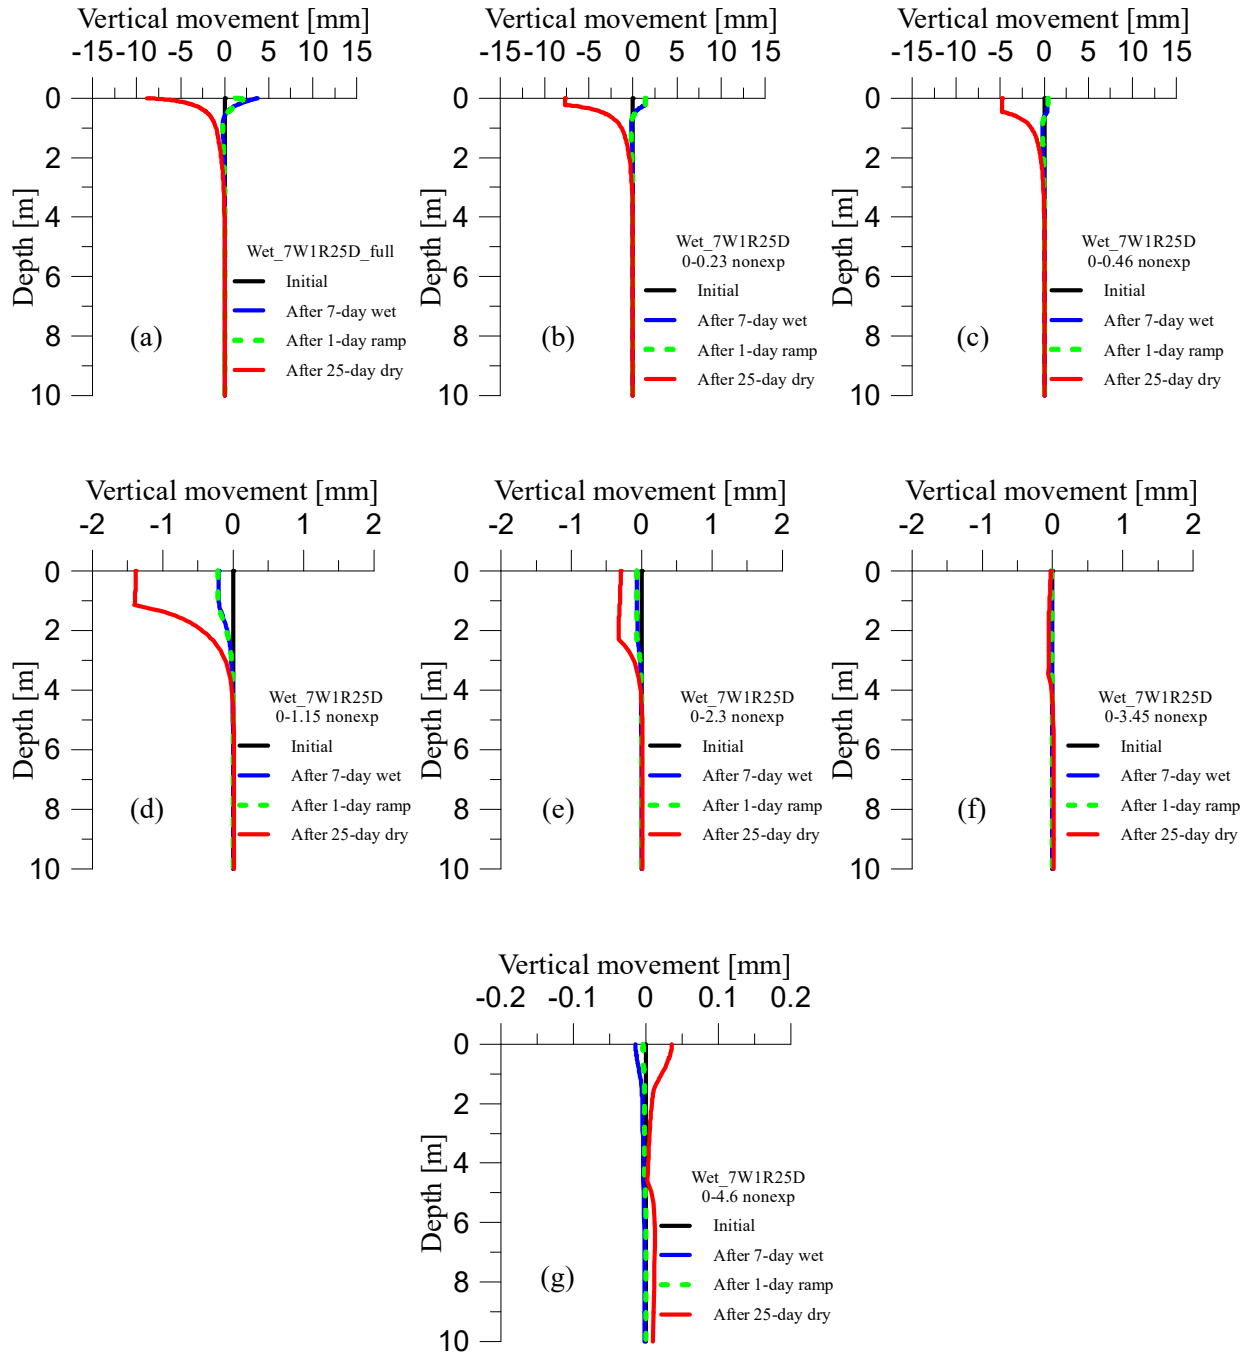 Vertical movement [mm]
-15 -10 -5 0 5 10 15
0
2
4
6
8
10
Depth [m]
Wet_7W1R25D_full
Initial
After 7-day wet
After 1-day ramp
After 25-day dry
(a)
Vertical movement [mm]
-15 -10 -5 0 5 10 15
0
2
4
6
8
10
Depth [m]
Wet_7W1R25D
0-0.23 nonexp
Initial
After 7-day wet
After 1-day ramp
After 25-day dry
(b)
Vertical movement [mm]
-15 -10 -5 0 5 10 15
0
2
4
6
8
10
Depth [m]
Wet_7W1R25D
0-0.46 nonexp
Initial
After 7-day wet
After 1-day ramp
After 25-day dry
(c)
Vertical movement [mm]
-2 -1 0 1 2
0
2
4
6
8
10
Depth [m]
Wet_7W1R25D
0-1.15 nonexp
Initial
After 7-day wet
After 1-day ramp
After 25-day dry
(d)
Vertical movement [mm]
-2 -1 0 1 2
0
2
4
6
8
10
Depth [m]
Wet_7W1R25D
0-2.3 nonexp
Initial
After 7-day wet
After 1-day ramp
After 25-day dry
(e)
Vertical movement [mm]
-2 -1 0 1 2
0
2
4
6
8
10
Depth [m]
Wet_7W1R25D
0-3.45 nonexp
Initial
After 7-day wet
After 1-day ramp
After 25-day dry
(f)
Vertical movement [mm]
-0.2 -0.1 0 0.1 0.2
0
2
4
6
8
10
Depth [m]
Wet_7W1R25D
0-4.6 nonexp
Initial
After 7-day wet
After 1-day ramp
After 25-day dry
(g)